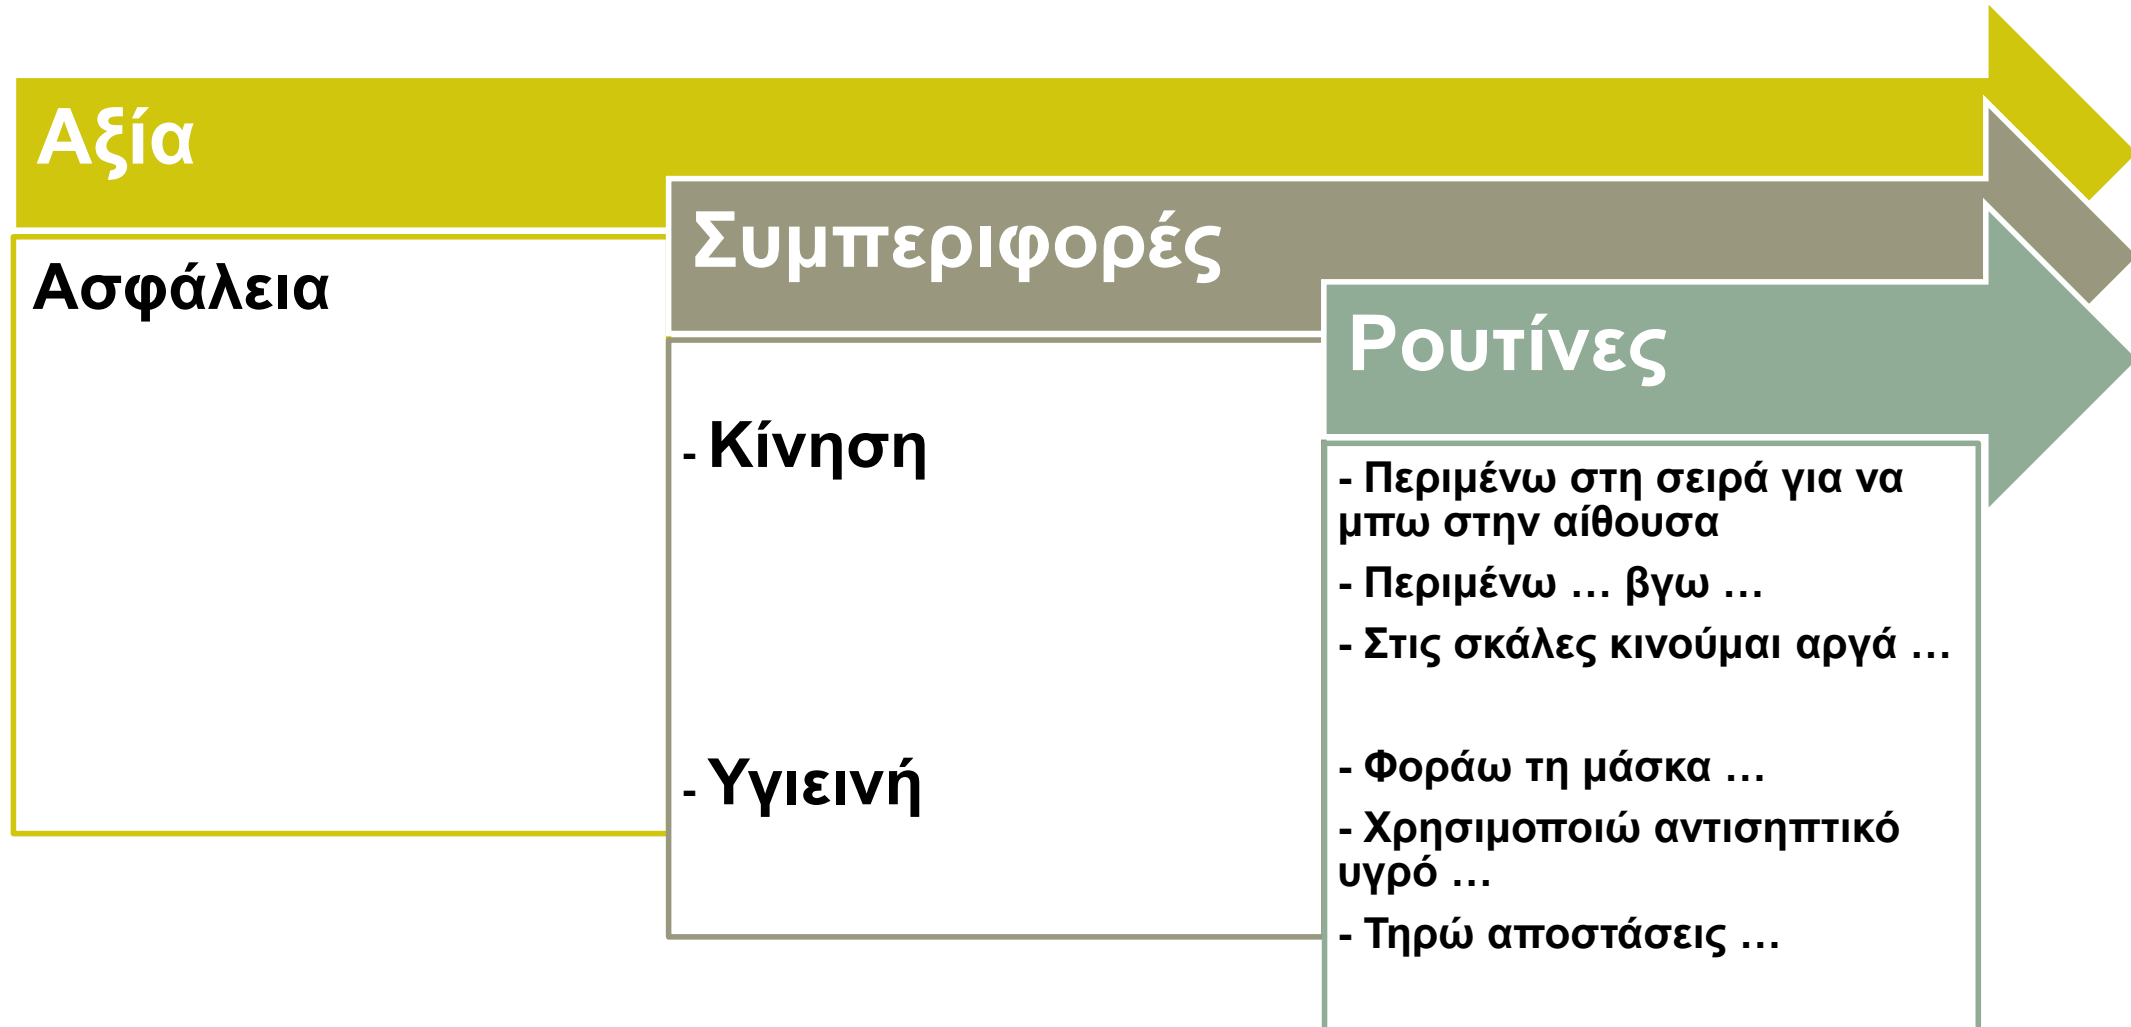 Αξία
Ασφάλεια
Συμπεριφορές
- Κίνηση
- Υγιεινή
Ρουτίνες
- Περιμένω στη σειρά για να
μπω στην αίθουσα
- Περιμένω … βγω …
- Στις σκάλες κινούμαι αργά …
- Φοράω τη μάσκα …
- Χρησιμοποιώ αντισηπτικό
υγρό …
- Τηρώ αποστάσεις …